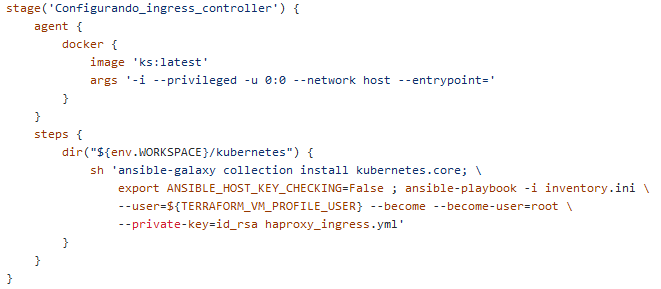 stage('Configurando_ingress_controller') {
    agent {
        docker {
            image 'ks:latest'
            args '-i --privileged -u 0:0 --network host --entrypoint='
        }
    }
    steps {
        dir("${env.WORKSPACE}/kubernetes") {
            sh 'ansible-galaxy collection install kubernetes.core; \
                export ANSIBLE_HOST_KEY_CHECKING=False ; ansible-playbook -i inventory.ini \
                --user=${TERRAFORM_VM_PROFILE_USER} --become --become-user=root \
                --private-key=id_rsa haproxy_ingress.yml'
        }
    }
}